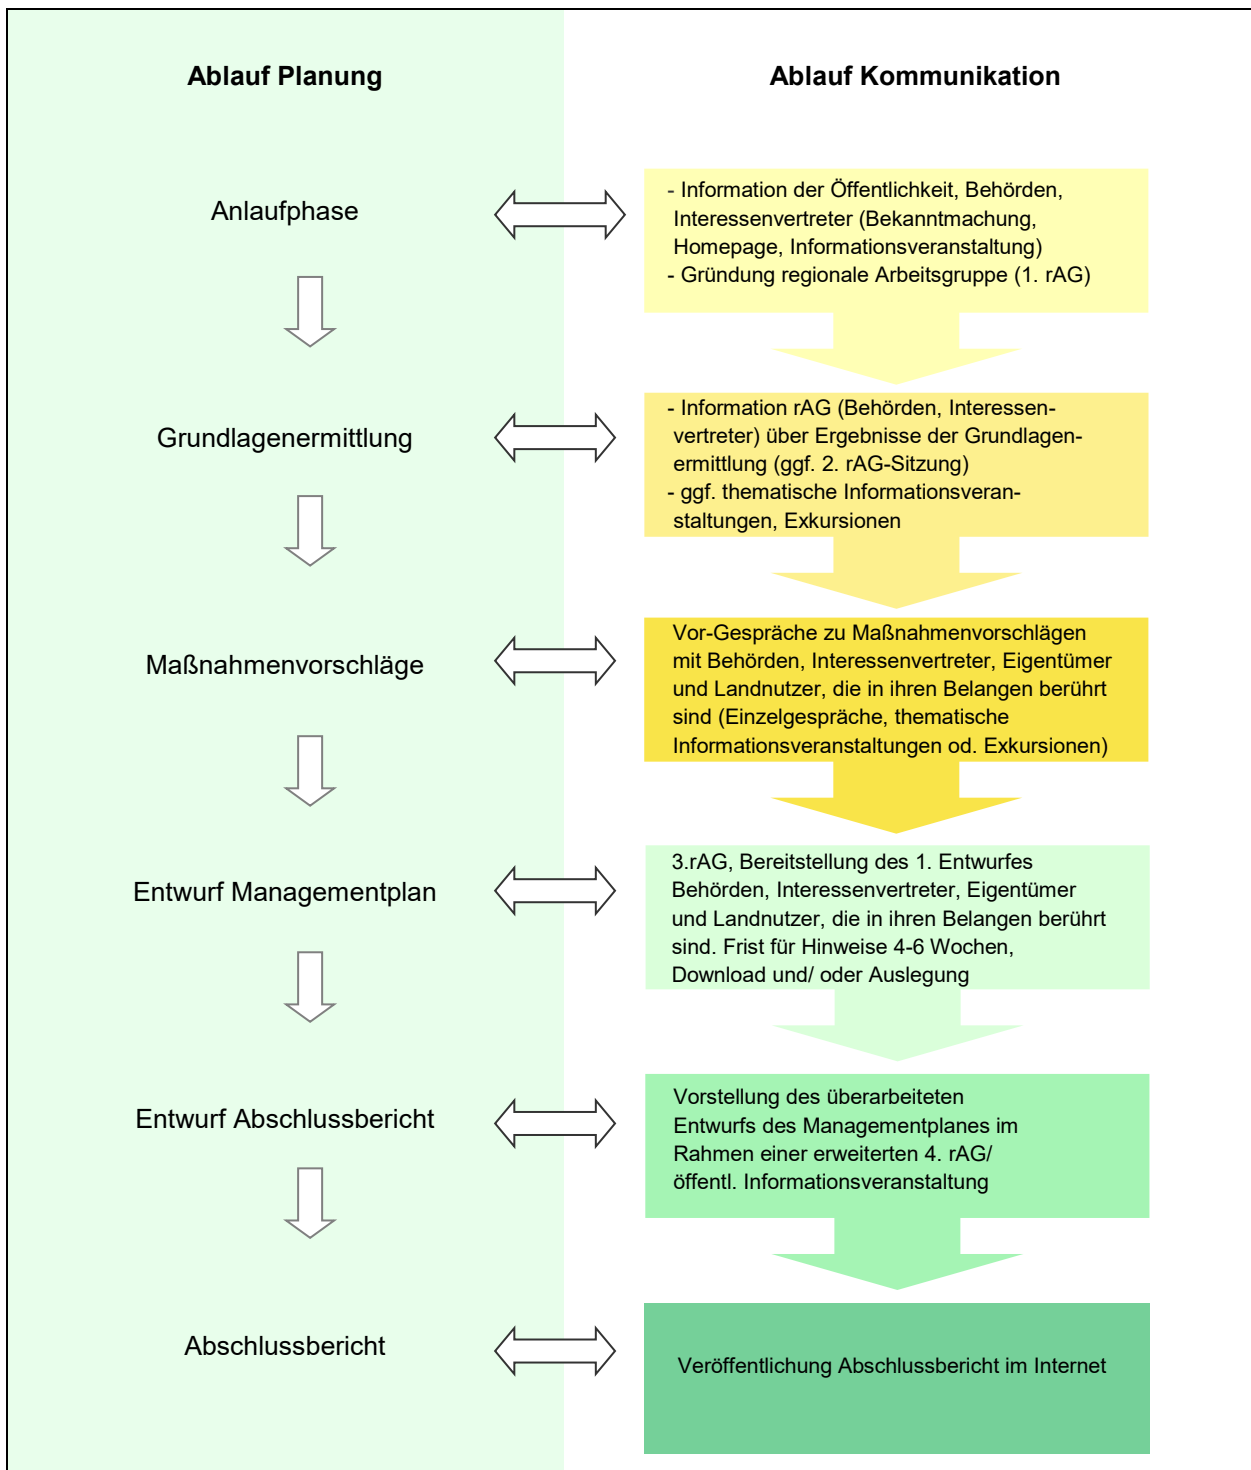 Ablauf Planung
Ablauf Kommunikation
Anlaufphase
- Information der Öffentlichkeit, Behörden,
Interessenvertreter (Bekanntmachung,
Homepage, Informationsveranstaltung)
- Gründung regionale Arbeitsgruppe (1. rAG)
Grundlagenermittlung
- Information rAG (Behörden, Interessen-
vertreter) über Ergebnisse der Grundlagen-
ermittlung (ggf. 2. rAG-Sitzung)
- ggf. thematische Informationsveran-
staltungen, Exkursionen
Maßnahmenvorschläge
Vor-Gespräche zu Maßnahmenvorschlägen
mit Behörden, Interessenvertreter, Eigentümer
und Landnutzer, die in ihren Belangen berührt
sind (Einzelgespräche, thematische
Informationsveranstaltungen od. Exkursionen)
Entwurf Managementplan
3.rAG, Bereitstellung des 1. Entwurfes
Behörden, Interessenvertreter, Eigentümer
und Landnutzer, die in ihren Belangen berührt
sind. Frist für Hinweise 4-6 Wochen,
Download und/ oder Auslegung
Entwurf Abschlussbericht
Vorstellung des überarbeiteten
Entwurfs des Managementplanes im
Rahmen einer erweiterten 4. rAG/
öffentl. Informationsveranstaltung
Abschlussbericht
Veröffentlichung Abschlussbericht im Internet